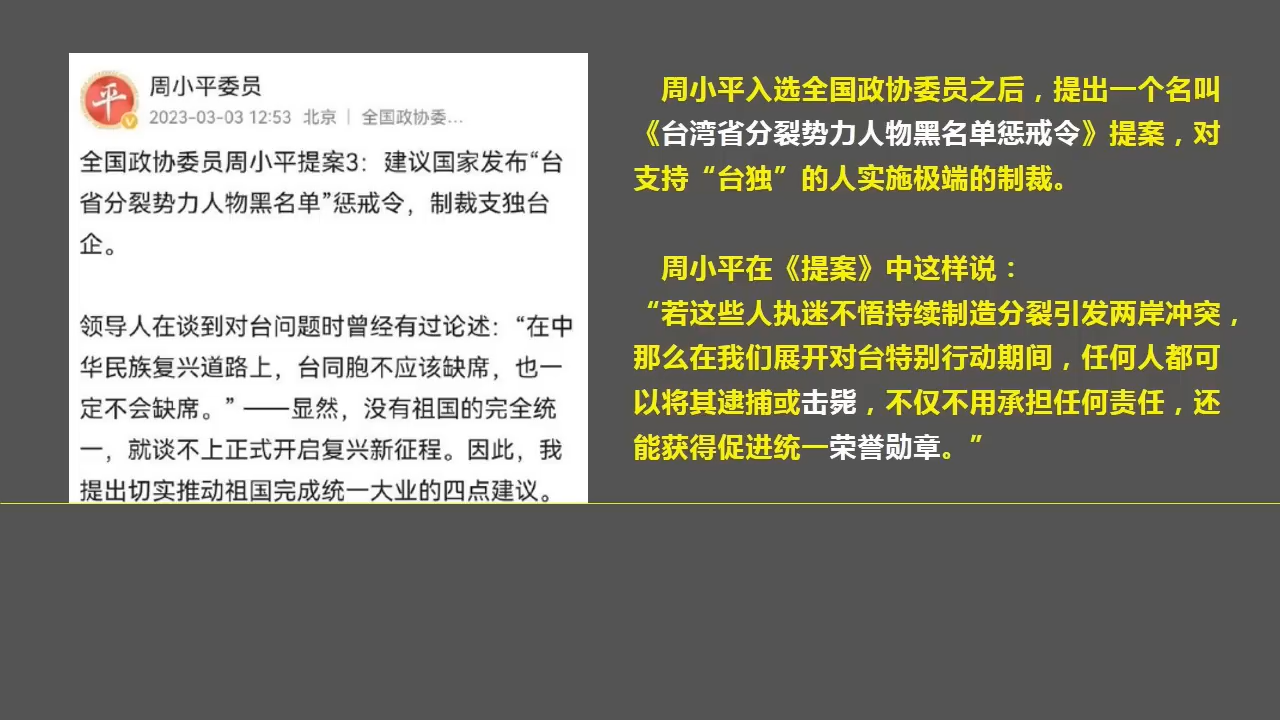 周小平委员
2023-03-03 12:53 北京 | 全国政协委...
全国政协委员周小平提案3：建议国家发布“台
省分裂势力人物黑名单”惩戒令，制裁支独台
企。
领导人在谈到对台问题时曾经有过论述：“在中
华民族复兴道路上，台同胞不应该缺席，也一
定不会缺席。”——显然，没有祖国的完全统
一，就谈不上正式开启复兴新征程。因此，我
提出切实推动祖国完成统一大业的四点建议。
周小平入选全国政协委员之后，提出一个名叫
《台湾省分裂势力人物黑名单惩戒令》提案，对
支持“台独”的人实施极端的制裁。
周小平在《提案》中这样说：
“若这些人执迷不悟持续制造分裂引发两岸冲突，
那么在我们展开对台特别行动期间，任何人都可
以将其逮捕或击毙，不仅不用承担任何责任，还
能获得促进统一荣誉勋章。”